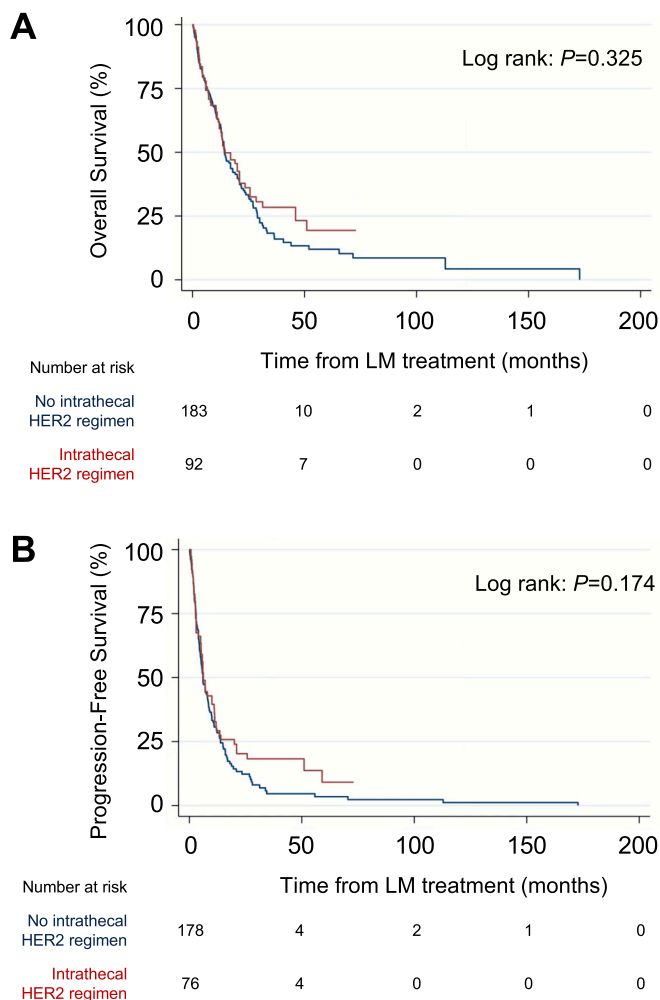 A
Overall Survival (%)
100
75
50
25
0
Log rank: P=0.325
0 50 100 150 200
Time from LM treatment (months)
Number at risk
No intrathecal
HER2 regimen
183 10 2 1 0
Intrathecal
HER2 regimen
92 7 0 0 0
B
Progression-Free Survival (%)
100
75
50
25
0
Log rank: P=0.174
0 50 100 150 200
Time from LM treatment (months)
Number at risk
No intrathecal
HER2 regimen
178 4 2 1 0
Intrathecal
HER2 regimen
76 4 0 0 0